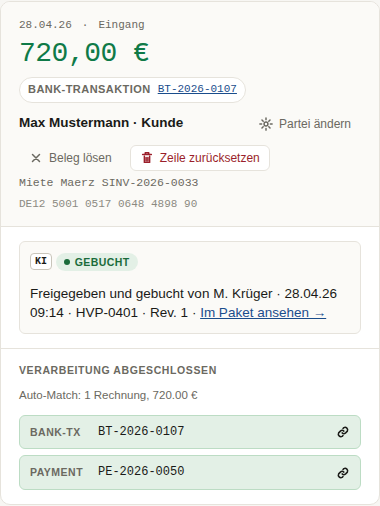 28.04.26 · Eingang
720,00 €
BANK-TRANSAKTION BT-2026-0107
Max Mustermann · Kunde
Partei ändern
Beleg lösen
Zeile zurücksetzen
Miete Maerz SINV-2026-0033
DE12 5001 0517 0648 4898 90
KI GEBUCHT
Freigegeben und gebucht von M. Krüger · 28.04.26
09:14 · HVP-0401 · Rev. 1 · Im Paket ansehen →
VERARBEITUNG ABGESCHLOSSEN
Auto-Match: 1 Rechnung, 720.00 €
BANK-TX BT-2026-0107
PAYMENT PE-2026-0050